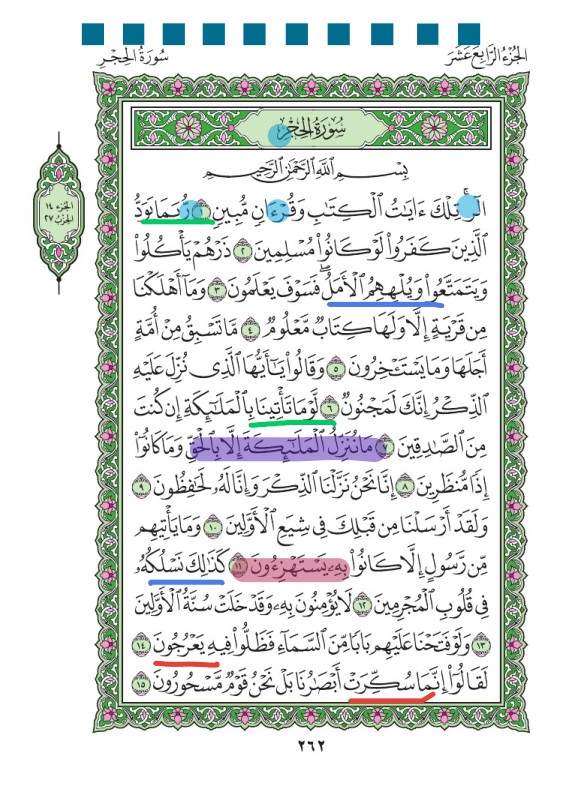 سُورَةُ الحِجْرِ
الجُزْءُ الرَّابِعَ عَشَرَ
سُورَةُ الحِجْرِ
الجزء ١٤
الحزب ٢٧
بِسْمِ اللَّهِ الرَّحْمَٰنِ الرَّحِيمِ
الٓرۚ تِلْكَ ءَايَٰتُ ٱلْكِتَٰبِ وَقُرْءَانٍ مُّبِينٍ ١ رُّبَمَا يَوَدُّ
ٱلَّذِينَ كَفَرُوا۟ لَوْ كَانُوا۟ مُسْلِمِينَ ٢ ذَرْهُمْ يَأْكُلُوا۟
وَيَتَمَتَّعُوا۟ وَيُلْهِهِمُ ٱلْأَمَلُۖ فَسَوْفَ يَعْلَمُونَ ٣ وَمَآ أَهْلَكْنَا
مِن قَرْيَةٍ إِلَّا وَلَهَا كِتَابٌ مَّعْلُومٌ ٤ مَّا تَسْبِقُ مِنْ أُمَّةٍ
أَجَلَهَا وَمَا يَسْتَـْٔخِرُونَ ٥ وَقَالُوا۟ يَٰٓأَيُّهَا ٱلَّذِى نُزِّلَ عَلَيْهِ
ٱلذِّكْرُ إِنَّكَ لَمَجْنُونٌ ٦ لَّوْ مَا تَأْتِينَا بِٱلْمَلَٰٓئِكَةِ إِن كُنتَ
مِنَ ٱلصَّٰدِقِينَ ٧ مَا نُنَزِّلُ ٱلْمَلَٰٓئِكَةَ إِلَّا بِٱلْحَقِّ وَمَا كَانُوٓا۟
إِذًا مُّنظَرِينَ ٨ إِنَّا نَحْنُ نَزَّلْنَا ٱلذِّكْرَ وَإِنَّا لَهُۥ لَحَٰفِظُونَ ٩
وَلَقَدْ أَرْسَلْنَا مِن قَبْلِكَ فِى شِيَعِ ٱلْأَوَّلِينَ ١٠ وَمَا يَأْتِيهِم
مِّن رَّسُولٍ إِلَّا كَانُوا۟ بِهِۦ يَسْتَهْزِءُونَ ١١ كَذَٰلِكَ نَسْلُكُهُۥ
فِى قُلُوبِ ٱلْمُجْرِمِينَ ١٢ لَا يُؤْمِنُونَ بِهِۦ وَقَدْ خَلَتْ سُنَّةُ ٱلْأَوَّلِينَ
١٣ وَلَوْ فَتَحْنَا عَلَيْهِم بَابًا مِّنَ ٱلسَّمَآءِ فَظَلُّوا۟ فِيهِ يَعْرُجُونَ ١٤
لَقَالُوٓا۟ إِنَّمَا سُكِّرَتْ أَبْصَٰرُنَا بَلْ نَحْنُ قَوْمٌ مَّسْحُورُونَ ١٥
٢٦٢